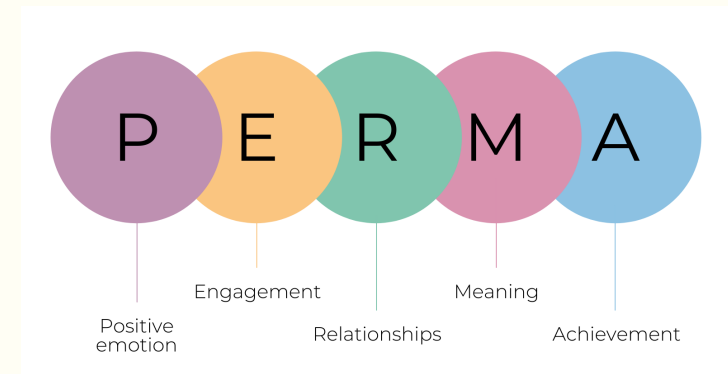 P E R M A
Positive
emotion
Engagement
Relationships
Meaning
Achievement